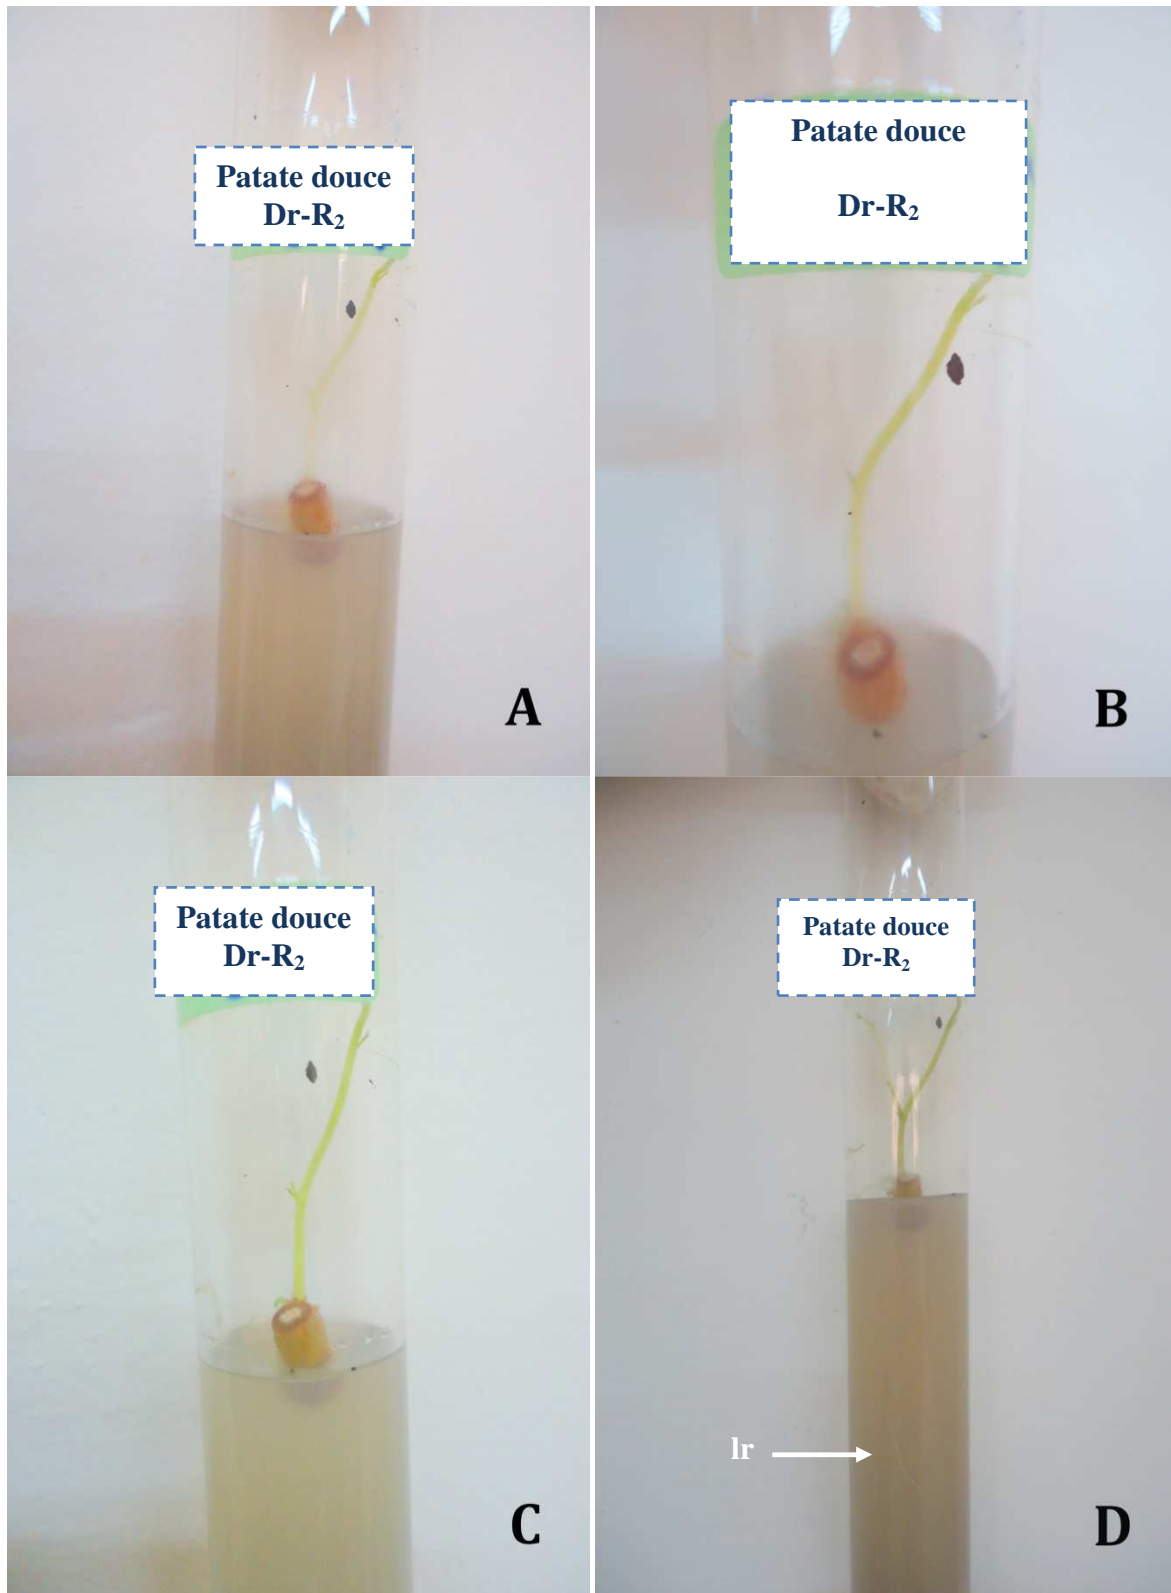 Patate douce
Dr-R₂
A
Patate douce
Dr-R₂
B
Patate douce
Dr-R₂
C
Patate douce
Dr-R₂
lr
D